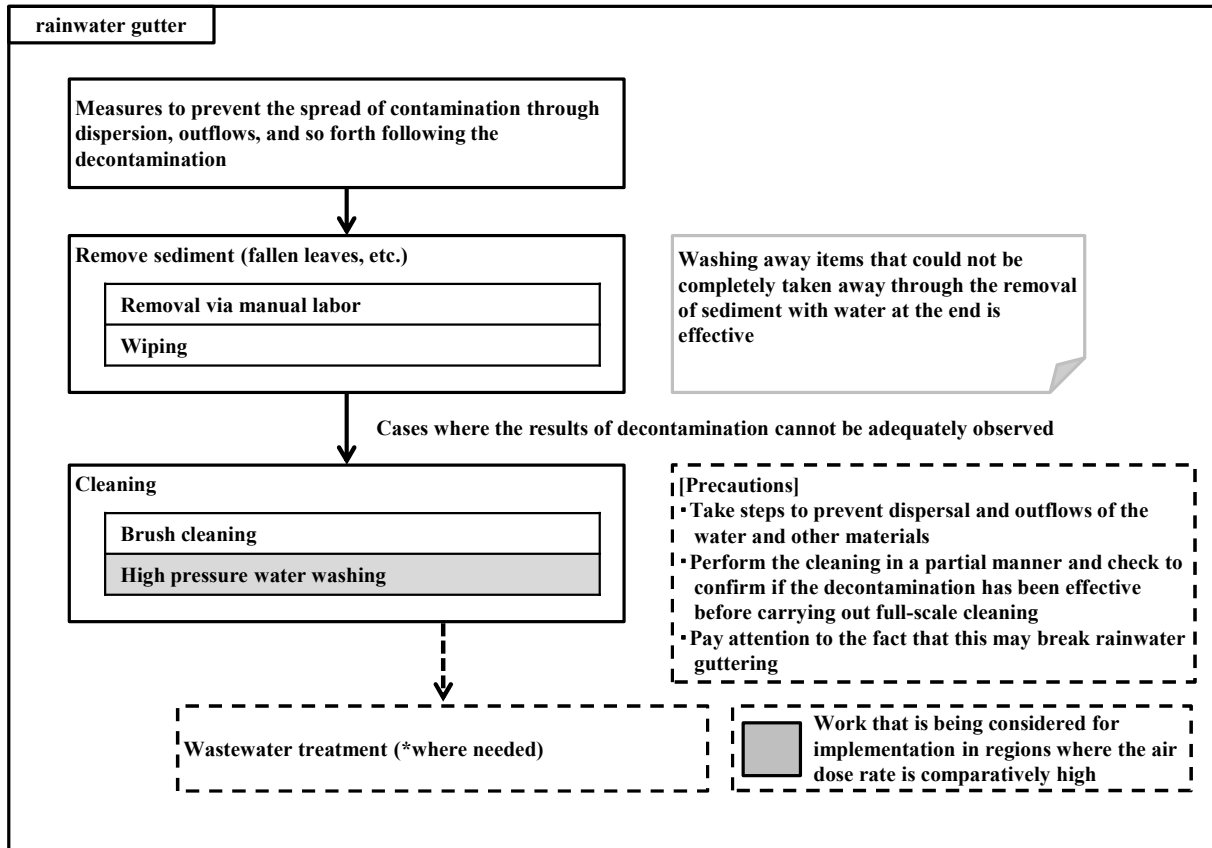 rainwater gutter
Measures to prevent the spread of contamination through
dispersion, outflows, and so forth following the
decontamination
Remove sediment (fallen leaves, etc.)
Removal via manual labor
Wiping
Washing away items that could not be
completely taken away through the removal
of sediment with water at the end is
effective
Cases where the results of decontamination cannot be adequately observed
Cleaning
Brush cleaning
High pressure water washing
[Precautions]
・Take steps to prevent dispersal and outflows of the
water and other materials
・Perform the cleaning in a partial manner and check to
confirm if the decontamination has been effective
before carrying out full-scale cleaning
・Pay attention to the fact that this may break rainwater
guttering
Wastewater treatment (*where needed)
Work that is being considered for
implementation in regions where the air
dose rate is comparatively high